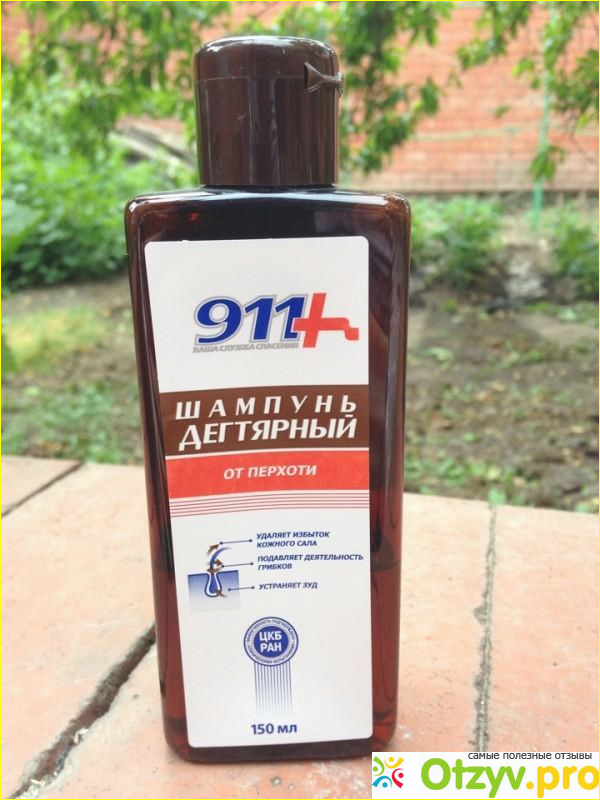 911+
ВАША СЛУЖБА СПАСЕНИЯ
ШАМПУНЬ
ДЕГТЯРНЫЙ
ОТ ПЕРХОТИ
УДАЛЯЕТ ИЗБЫТОК
КОЖНОГО САЛА
ПОДАВЛЯЕТ ДЕЯТЕЛЬНОСТЬ
ГРИБКОВ
УСТРАНЯЕТ ЗУД
ЦКБ
РАН
150 мл
самые полезные отзывы
Otzyv.pro